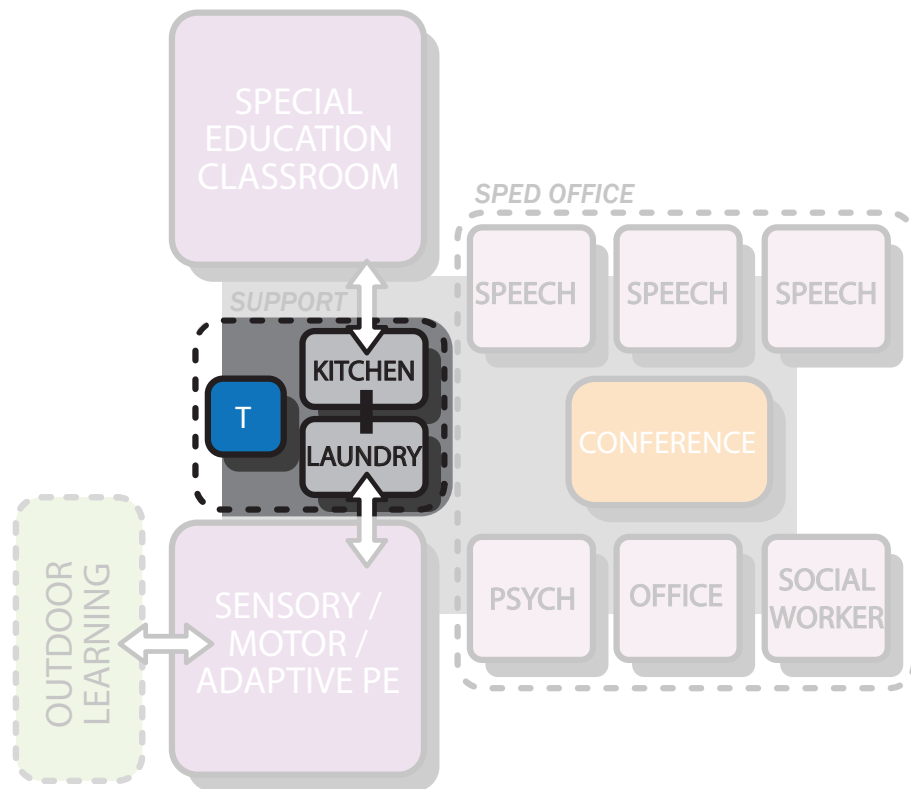 SPECIAL
EDUCATION
CLASSROOM
SPED OFFICE
SPEECH
SPEECH
SPEECH
SUPPORT
KITCHEN
T
LAUNDRY
CONFERENCE
OUTDOOR
LEARNING
SENSORY /
MOTOR /
ADAPTIVE PE
PSYCH
OFFICE
SOCIAL
WORKER